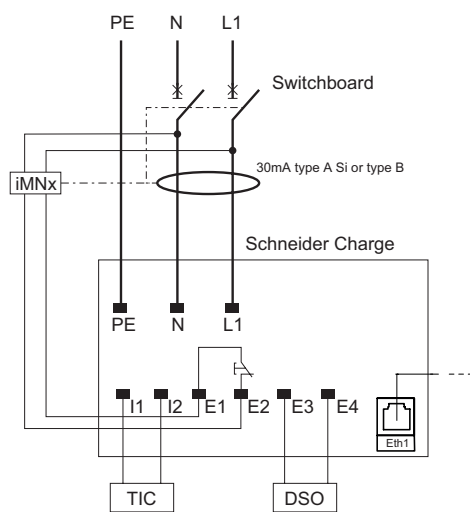 PE N L1
Switchboard
30mA type A Si or type B
iMNx
Schneider Charge
PE N L1
I1 I2 E1 E2 E3 E4
Eth1
TIC DSO